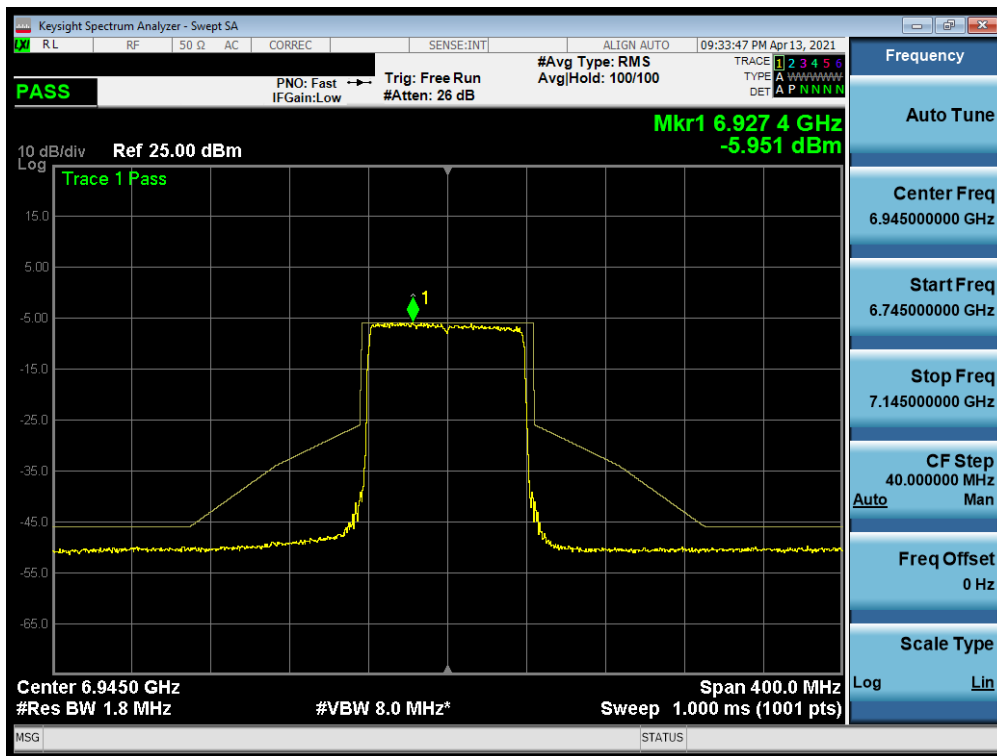 Keysight Spectrum Analyzer - Swept SA
LXI RL RF 50 Ω AC CORREC SENSE:INT ALIGN AUTO 09:33:47 PM Apr 13, 2021
Frequency
PASS
PNO: Fast
IFGain:Low
Trig: Free Run
#Atten: 26 dB
#Avg Type: RMS
Avg|Hold: 100/100
TRACE 1 2 3 4 5 6
TYPE A WWWWW
DET A P N N N N
Mkr1 6.927 4 GHz
-5.951 dBm
10 dB/div Ref 25.00 dBm
Log
Trace 1 Pass
1
15.0
5.00
-5.00
-15.0
-25.0
-35.0
-45.0
-55.0
-65.0
Center 6.9450 GHz Span 400.0 MHz
#Res BW 1.8 MHz #VBW 8.0 MHz* Sweep 1.000 ms (1001 pts)
MSG STATUS
Auto Tune
Center Freq
6.945000000 GHz
Start Freq
6.745000000 GHz
Stop Freq
7.145000000 GHz
CF Step
40.000000 MHz
Auto Man
Freq Offset
0 Hz
Scale Type
Log Lin